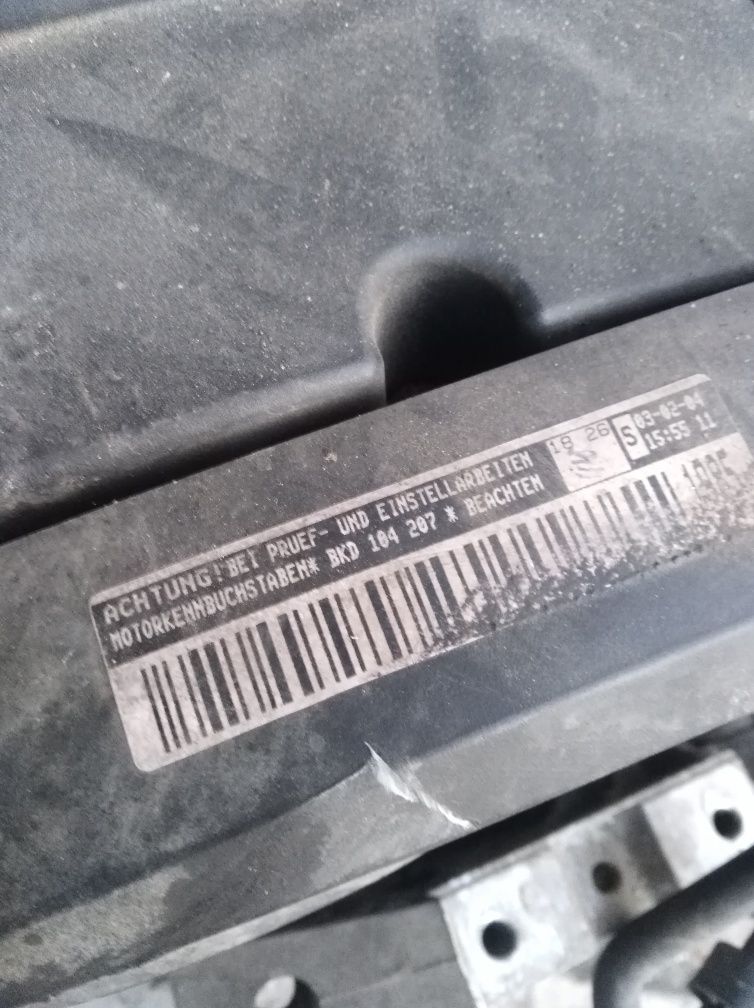 ACHTUNG! BEI PRUEF- UND EINSTELLARBEITEN
MOTORKENNBUCHSTABEN* BKD 104 207 * BEACHTEN
18 26
S
03-02-04
15:55 11